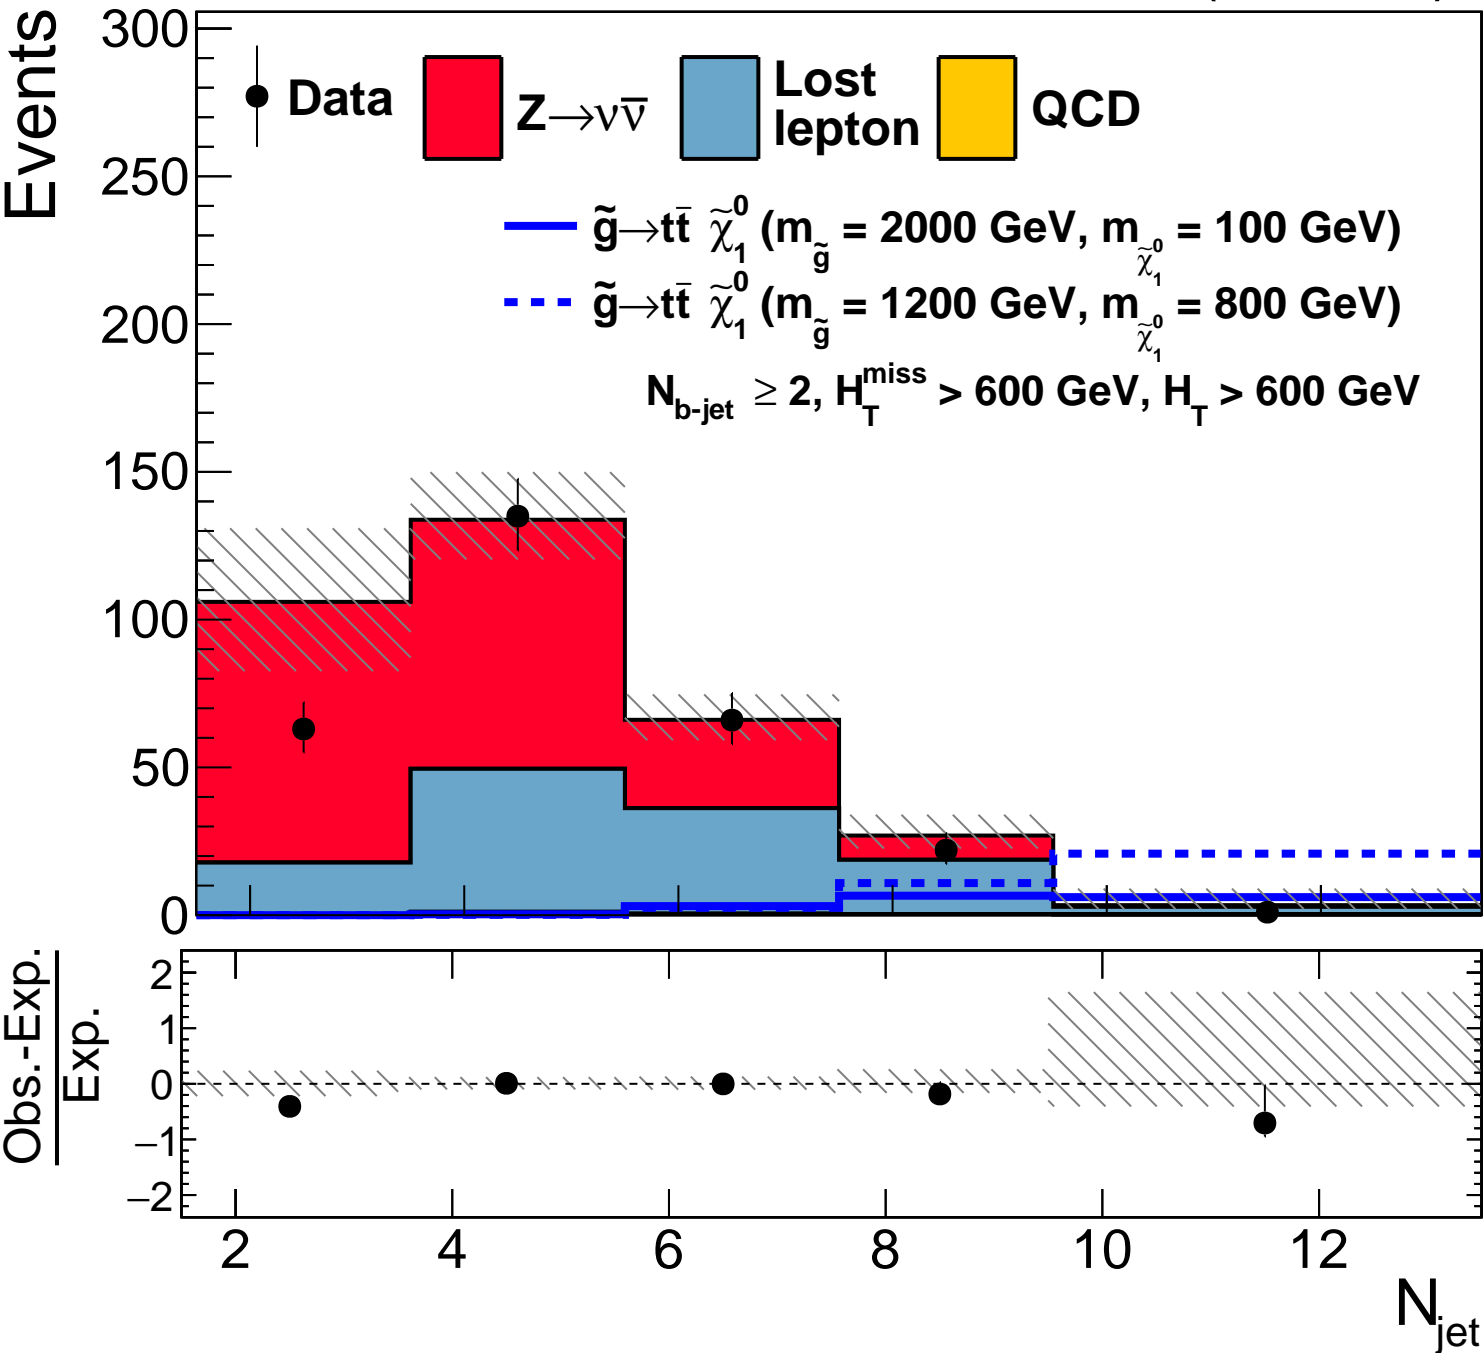 Events
300
250
200
150
100
50
0
Data
Z→νν̅
Lost
lepton
QCD
g̃→tt̅ χ̃₁⁰ (m_g̃ = 2000 GeV, m_χ̃₁⁰ = 100 GeV)
g̃→tt̅ χ̃₁⁰ (m_g̃ = 1200 GeV, m_χ̃₁⁰ = 800 GeV)
N_b-jet ≥ 2, H_T^miss > 600 GeV, H_T > 600 GeV
Obs.-Exp.
Exp.
2
1
0
−1
−2
2 4 6 8 10 12
N_jet